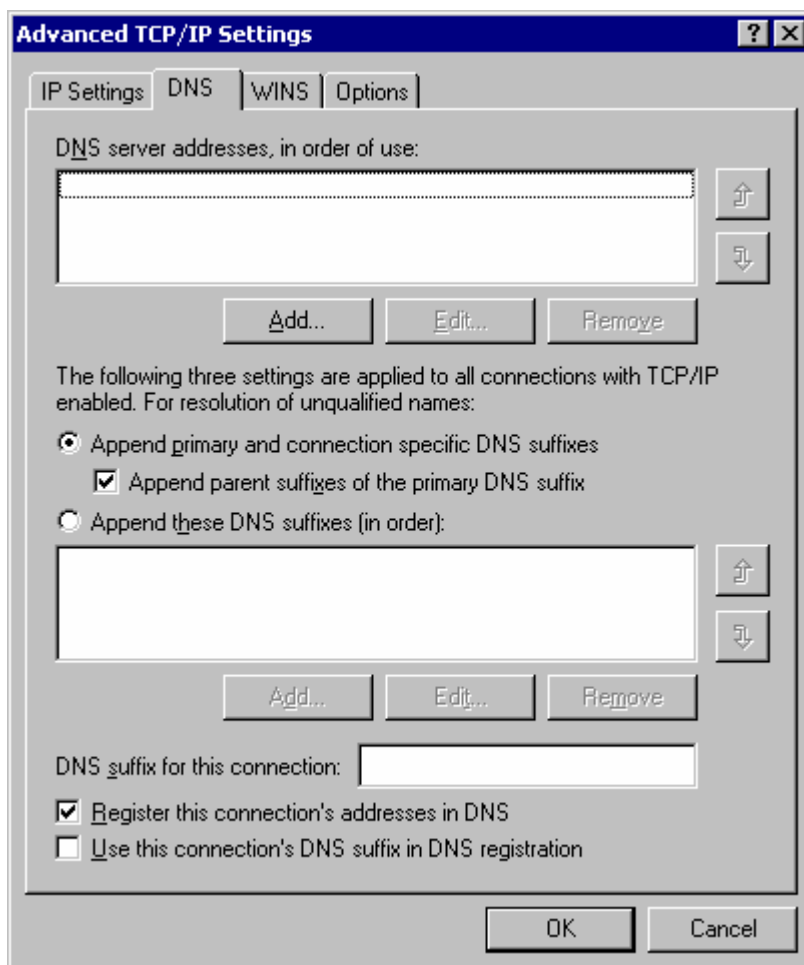 Advanced TCP/IP Settings
IP Settings DNS WINS Options
DNS server addresses, in order of use:
Add... Edit... Remove
The following three settings are applied to all connections with TCP/IP
enabled. For resolution of unqualified names:
Append primary and connection specific DNS suffixes
Append parent suffixes of the primary DNS suffix
Append these DNS suffixes (in order):
Add... Edit... Remove
DNS suffix for this connection:
Register this connection's addresses in DNS
Use this connection's DNS suffix in DNS registration
OK Cancel